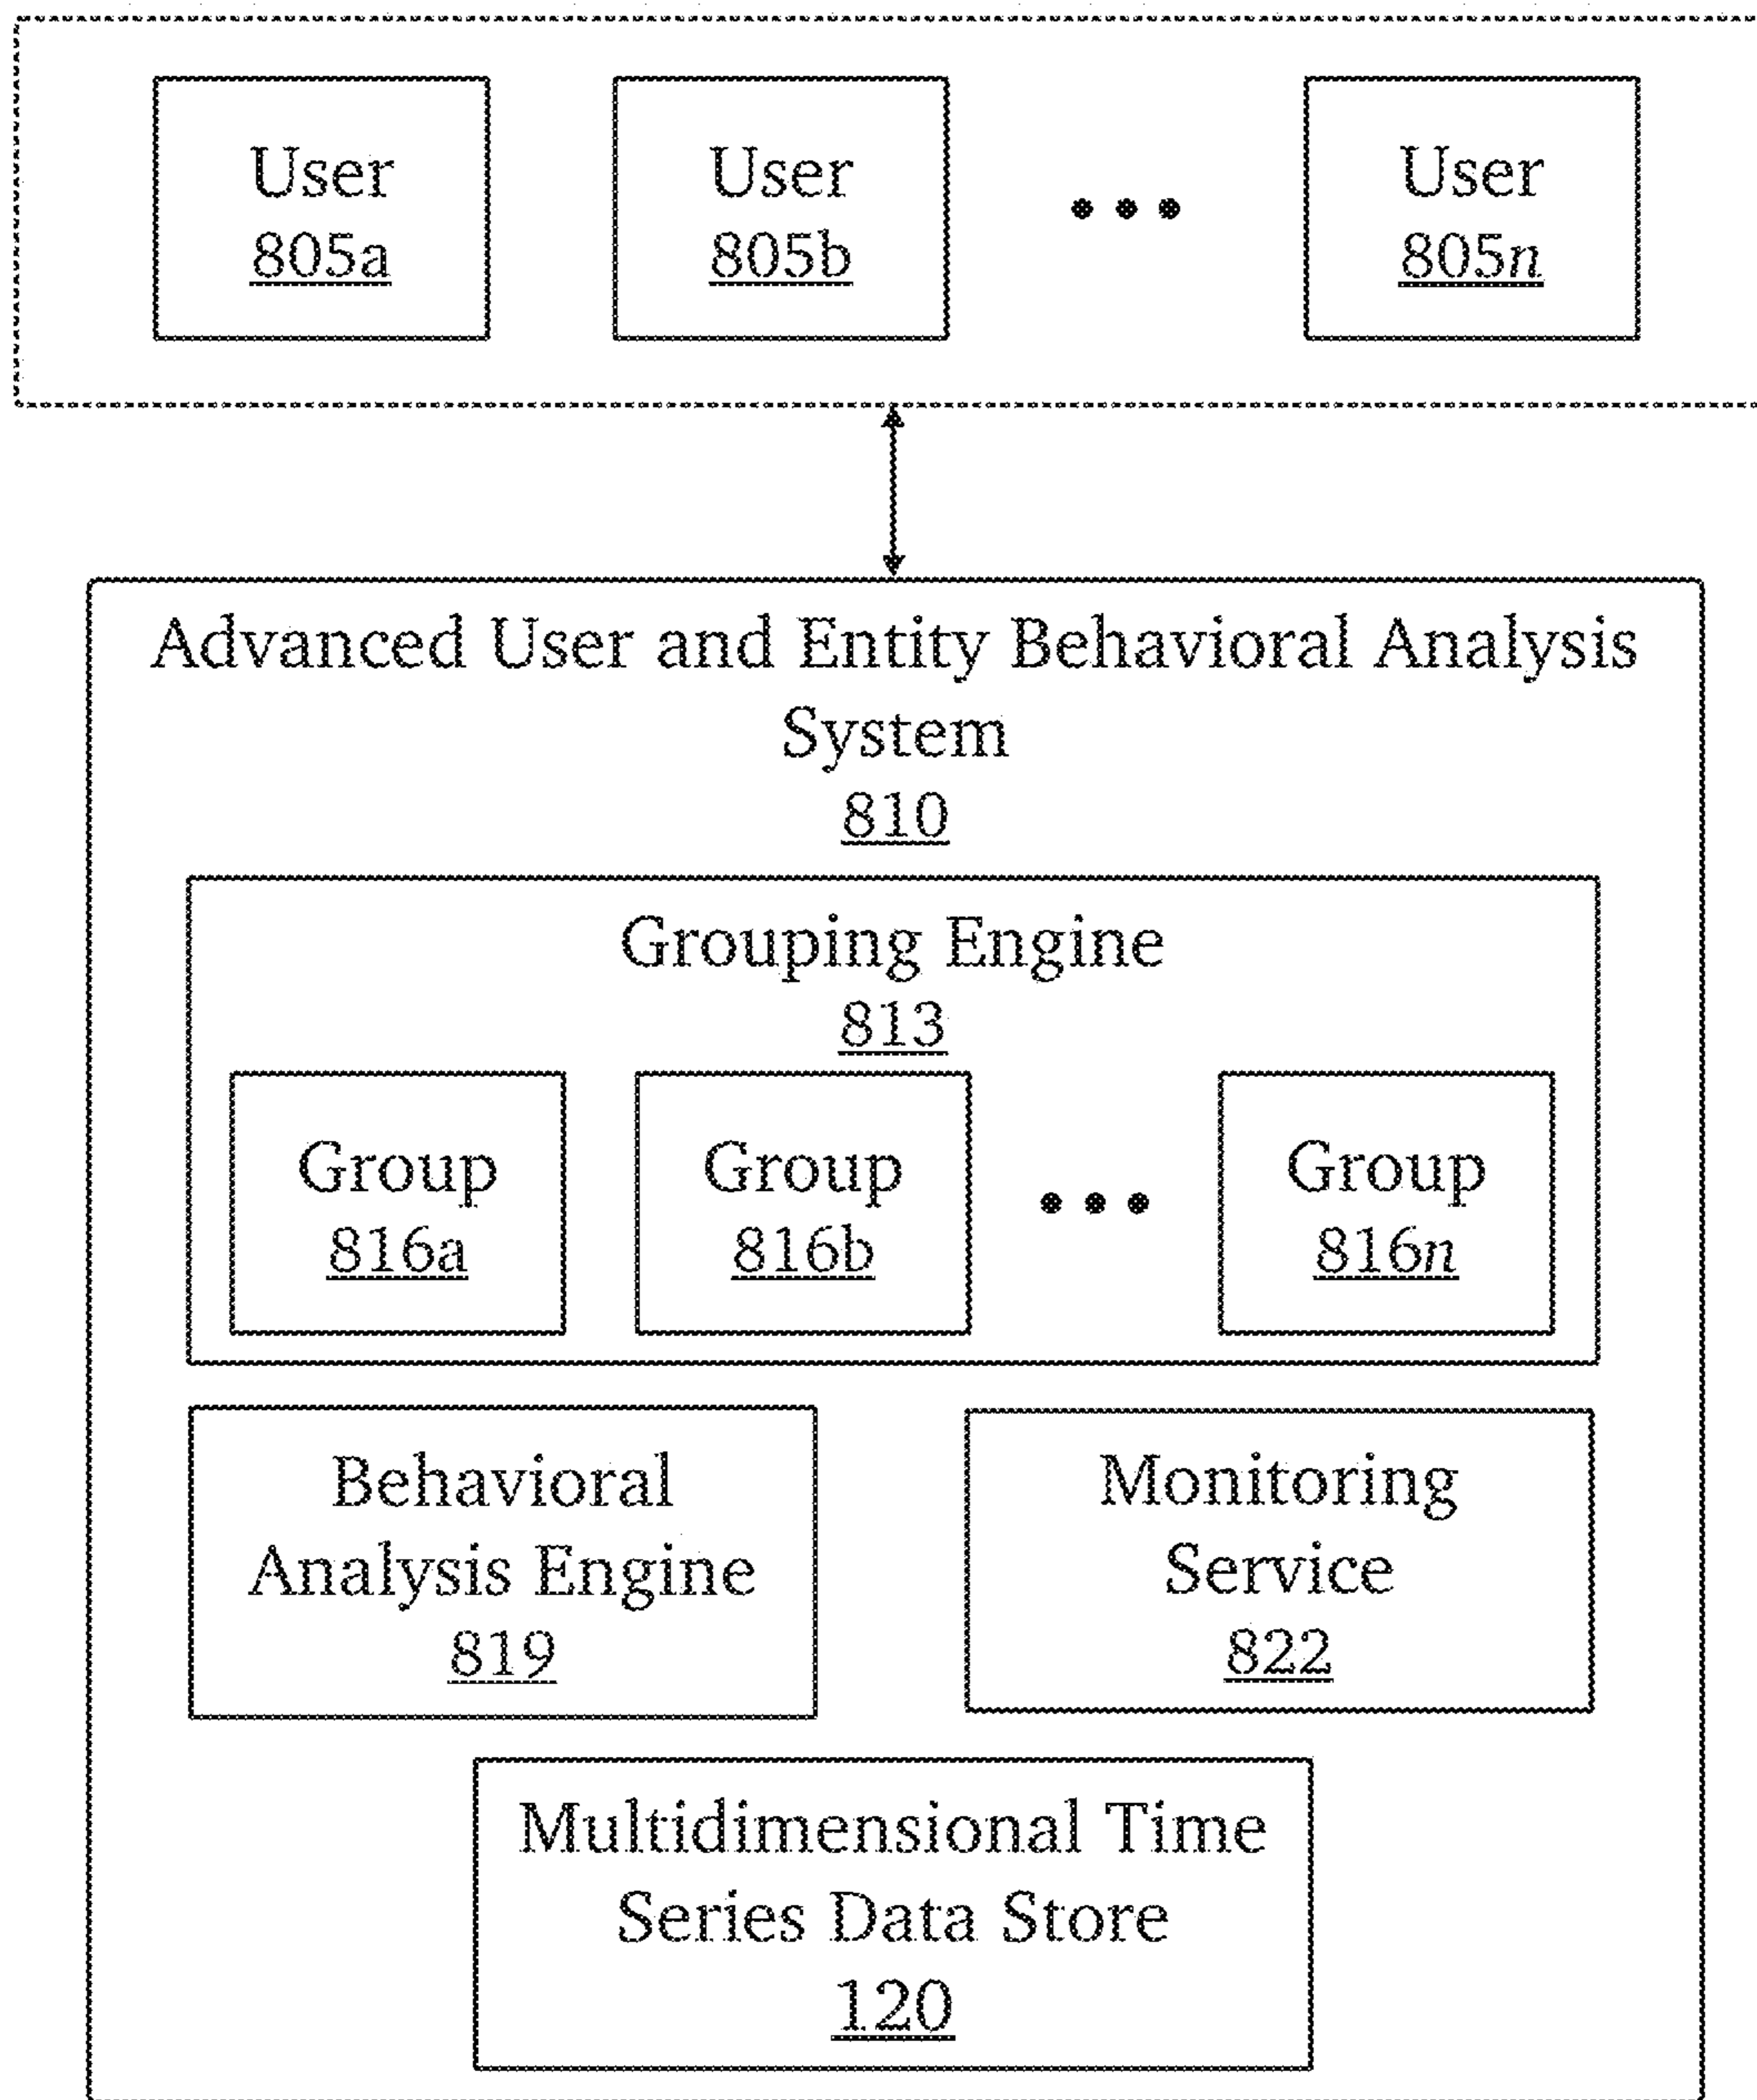 User
805a
User
805b
• • •
User
805n
Advanced User and Entity Behavioral Analysis
System
810
Grouping Engine
813
Group
816a
Group
816b
• • •
Group
816n
Behavioral
Analysis Engine
819
Monitoring
Service
822
Multidimensional Time
Series Data Store
120